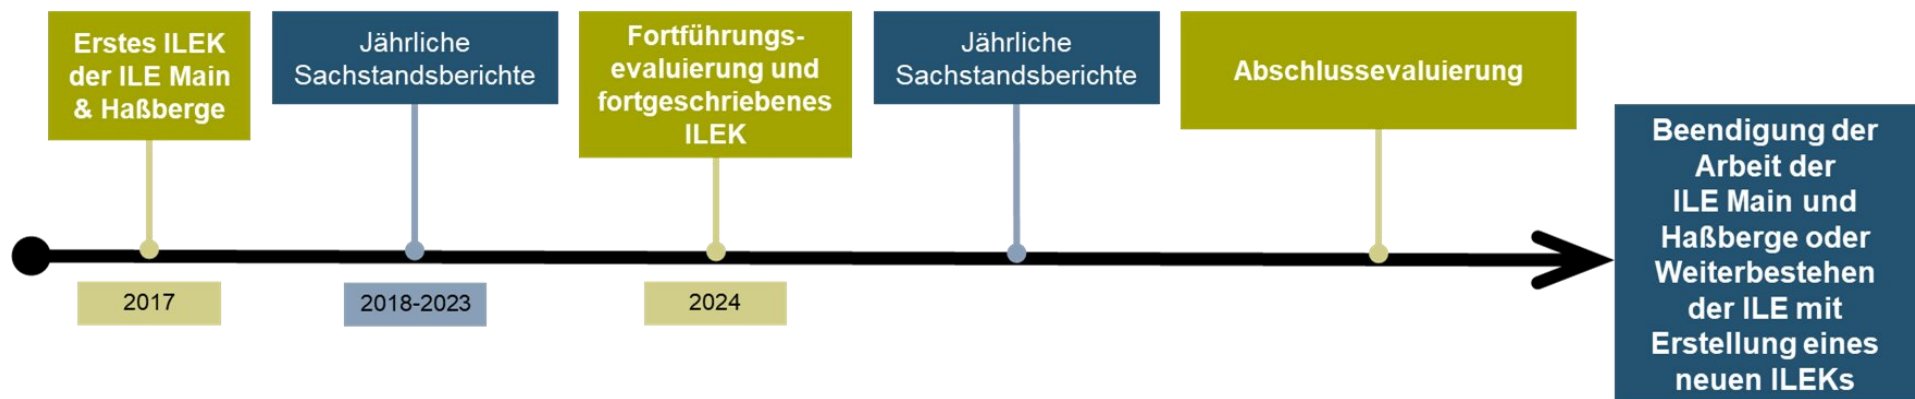 Erstes ILEK
der ILE Main
& Haßberge
Jährliche
Sachstandsberichte
Fortführungs-
evaluierung und
fortgeschriebenes
ILEK
Jährliche
Sachstandsberichte
Abschlussevaluierung
Beendigung der
Arbeit der
ILE Main und
Haßberge oder
Weiterbestehen
der ILE mit
Erstellung eines
neuen ILEKs
2017
2018-2023
2024